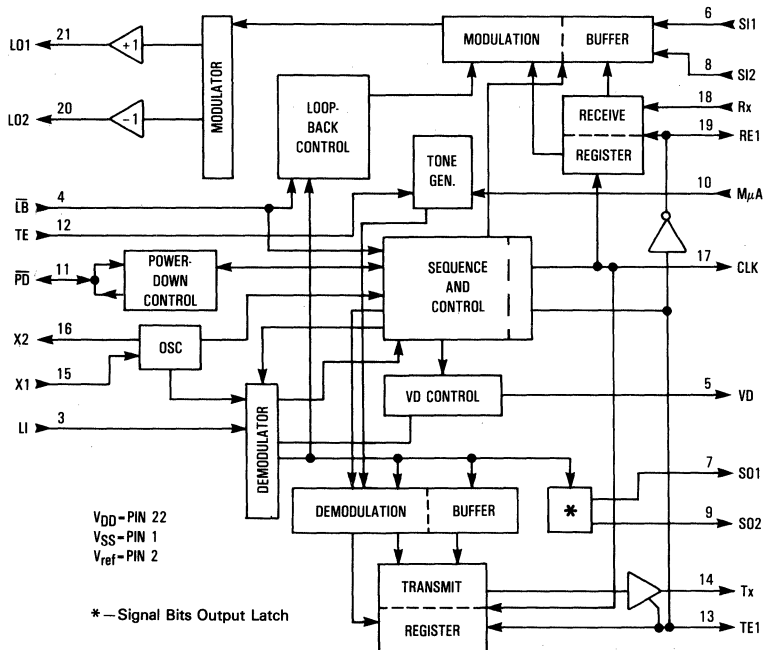 6
SI1
21
LO1
+1
MODULATION
BUFFER
8
SI2
MODULATOR
18
Rx
20
LO2
−1
LOOP-
BACK
CONTROL
RECEIVE
REGISTER
19
RE1
TONE
GEN.
4
L̅B̅
10
MμA
12
TE
11
P̅D̅
POWER-
DOWN
CONTROL
SEQUENCE
AND
CONTROL
17
CLK
16
X2
OSC
15
X1
VD CONTROL
5
VD
3
LI
DEMODULATOR
7
SO1
DEMODULATION
BUFFER
*
9
SO2
VDD=PIN 22
VSS=PIN 1
Vref=PIN 2
TRANSMIT
REGISTER
14
Tx
*—Signal Bits Output Latch
13
TE1